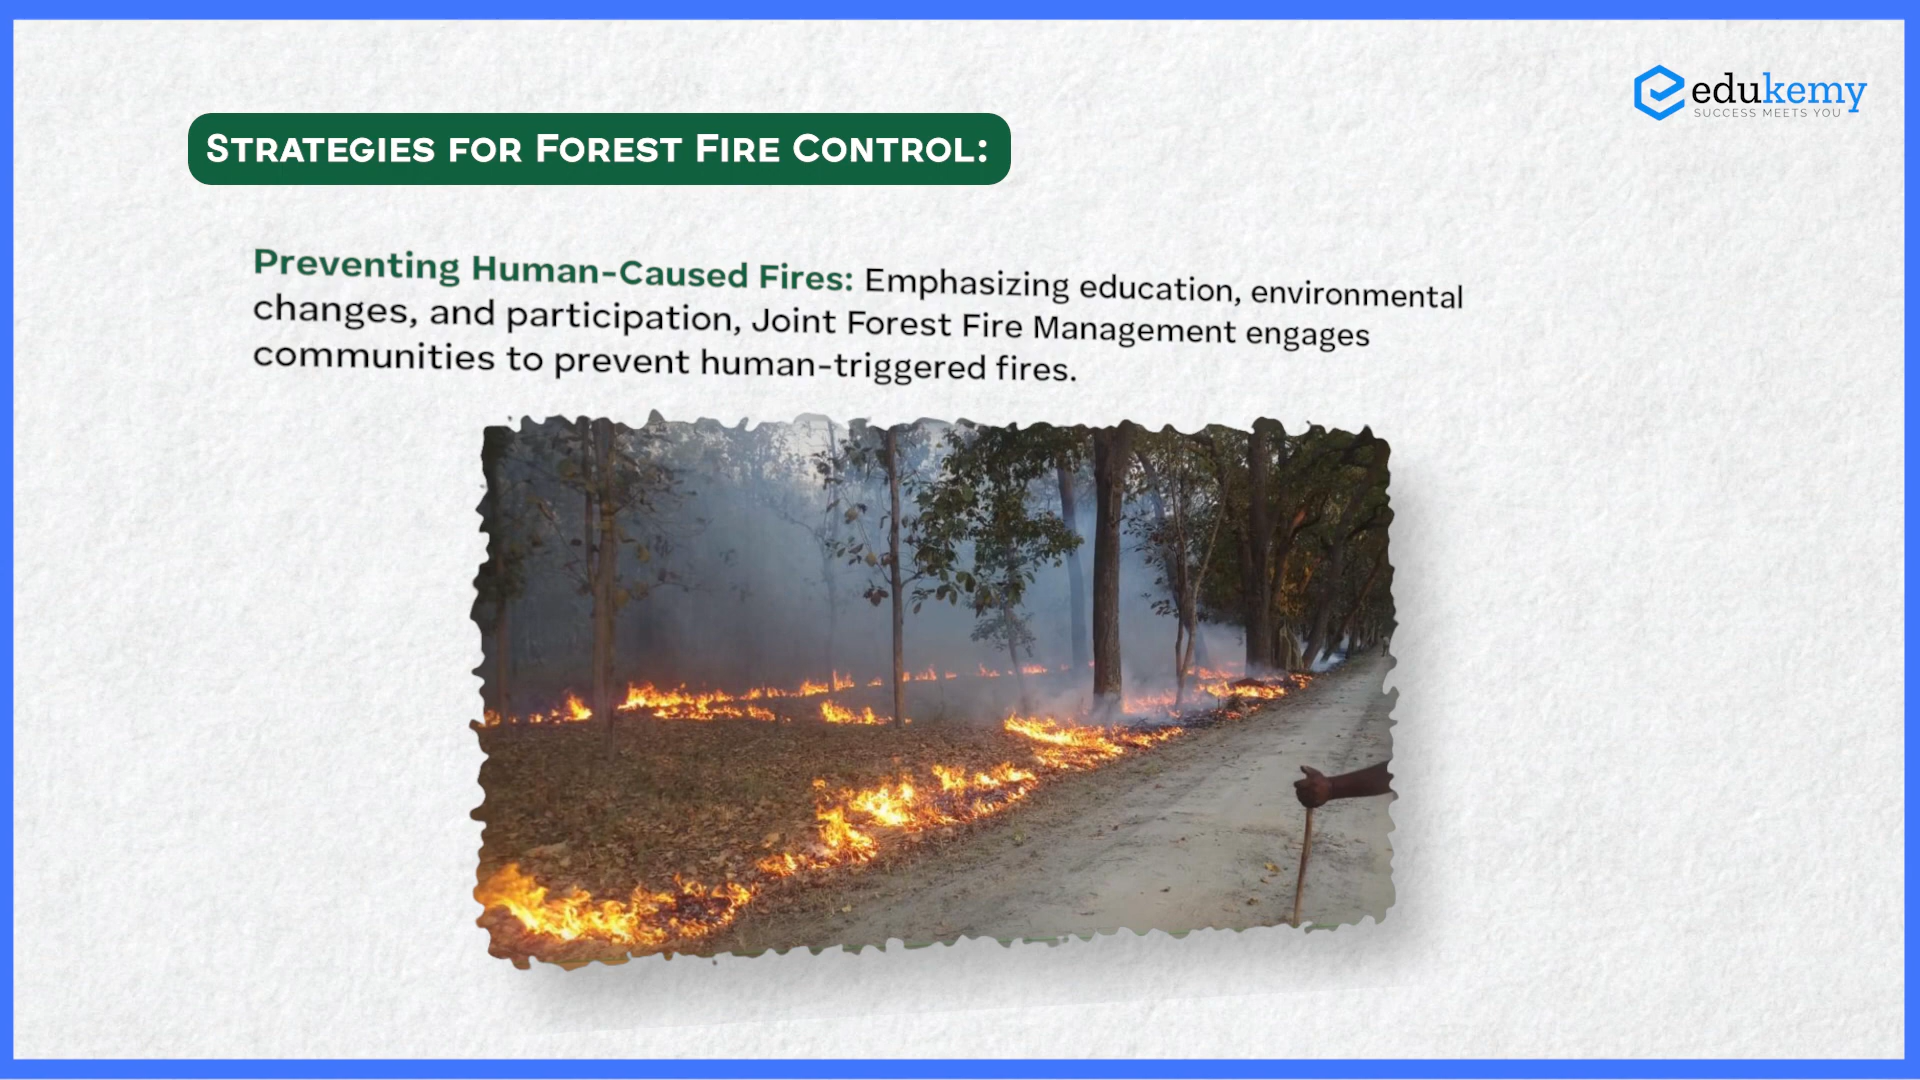 edukemy
SUCCESS MEETS YOU
STRATEGIES FOR FOREST FIRE CONTROL:
Preventing Human-Caused Fires: Emphasizing education, environmental
changes, and participation, Joint Forest Fire Management engages
communities to prevent human-triggered fires.